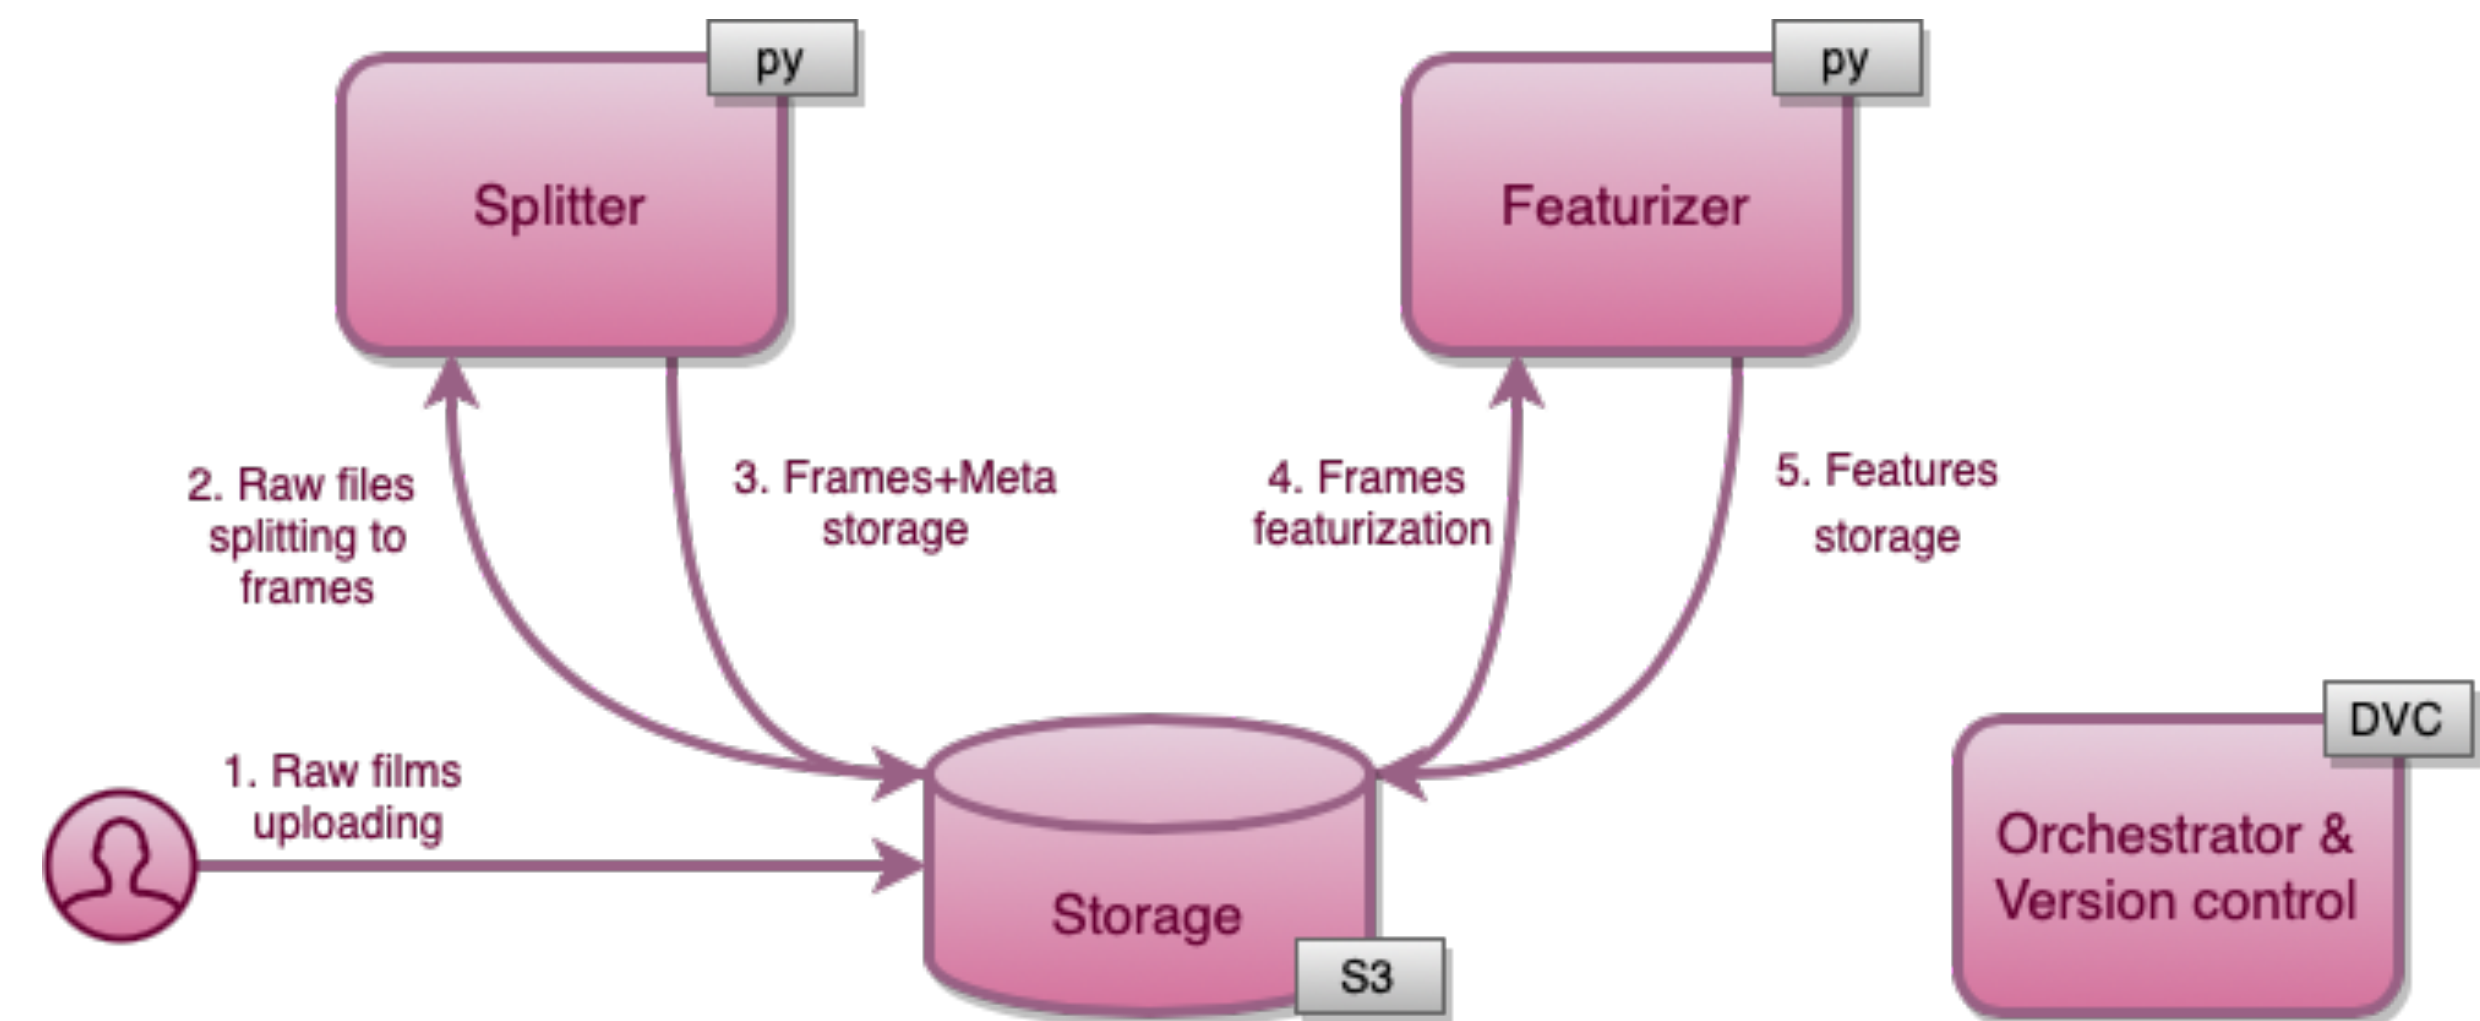 py
Splitter
py
Featurizer
2. Raw files
splitting to
frames
3. Frames+Meta
storage
4. Frames
featurization
5. Features
storage
1. Raw films
uploading
Storage
S3
DVC
Orchestrator &
Version control